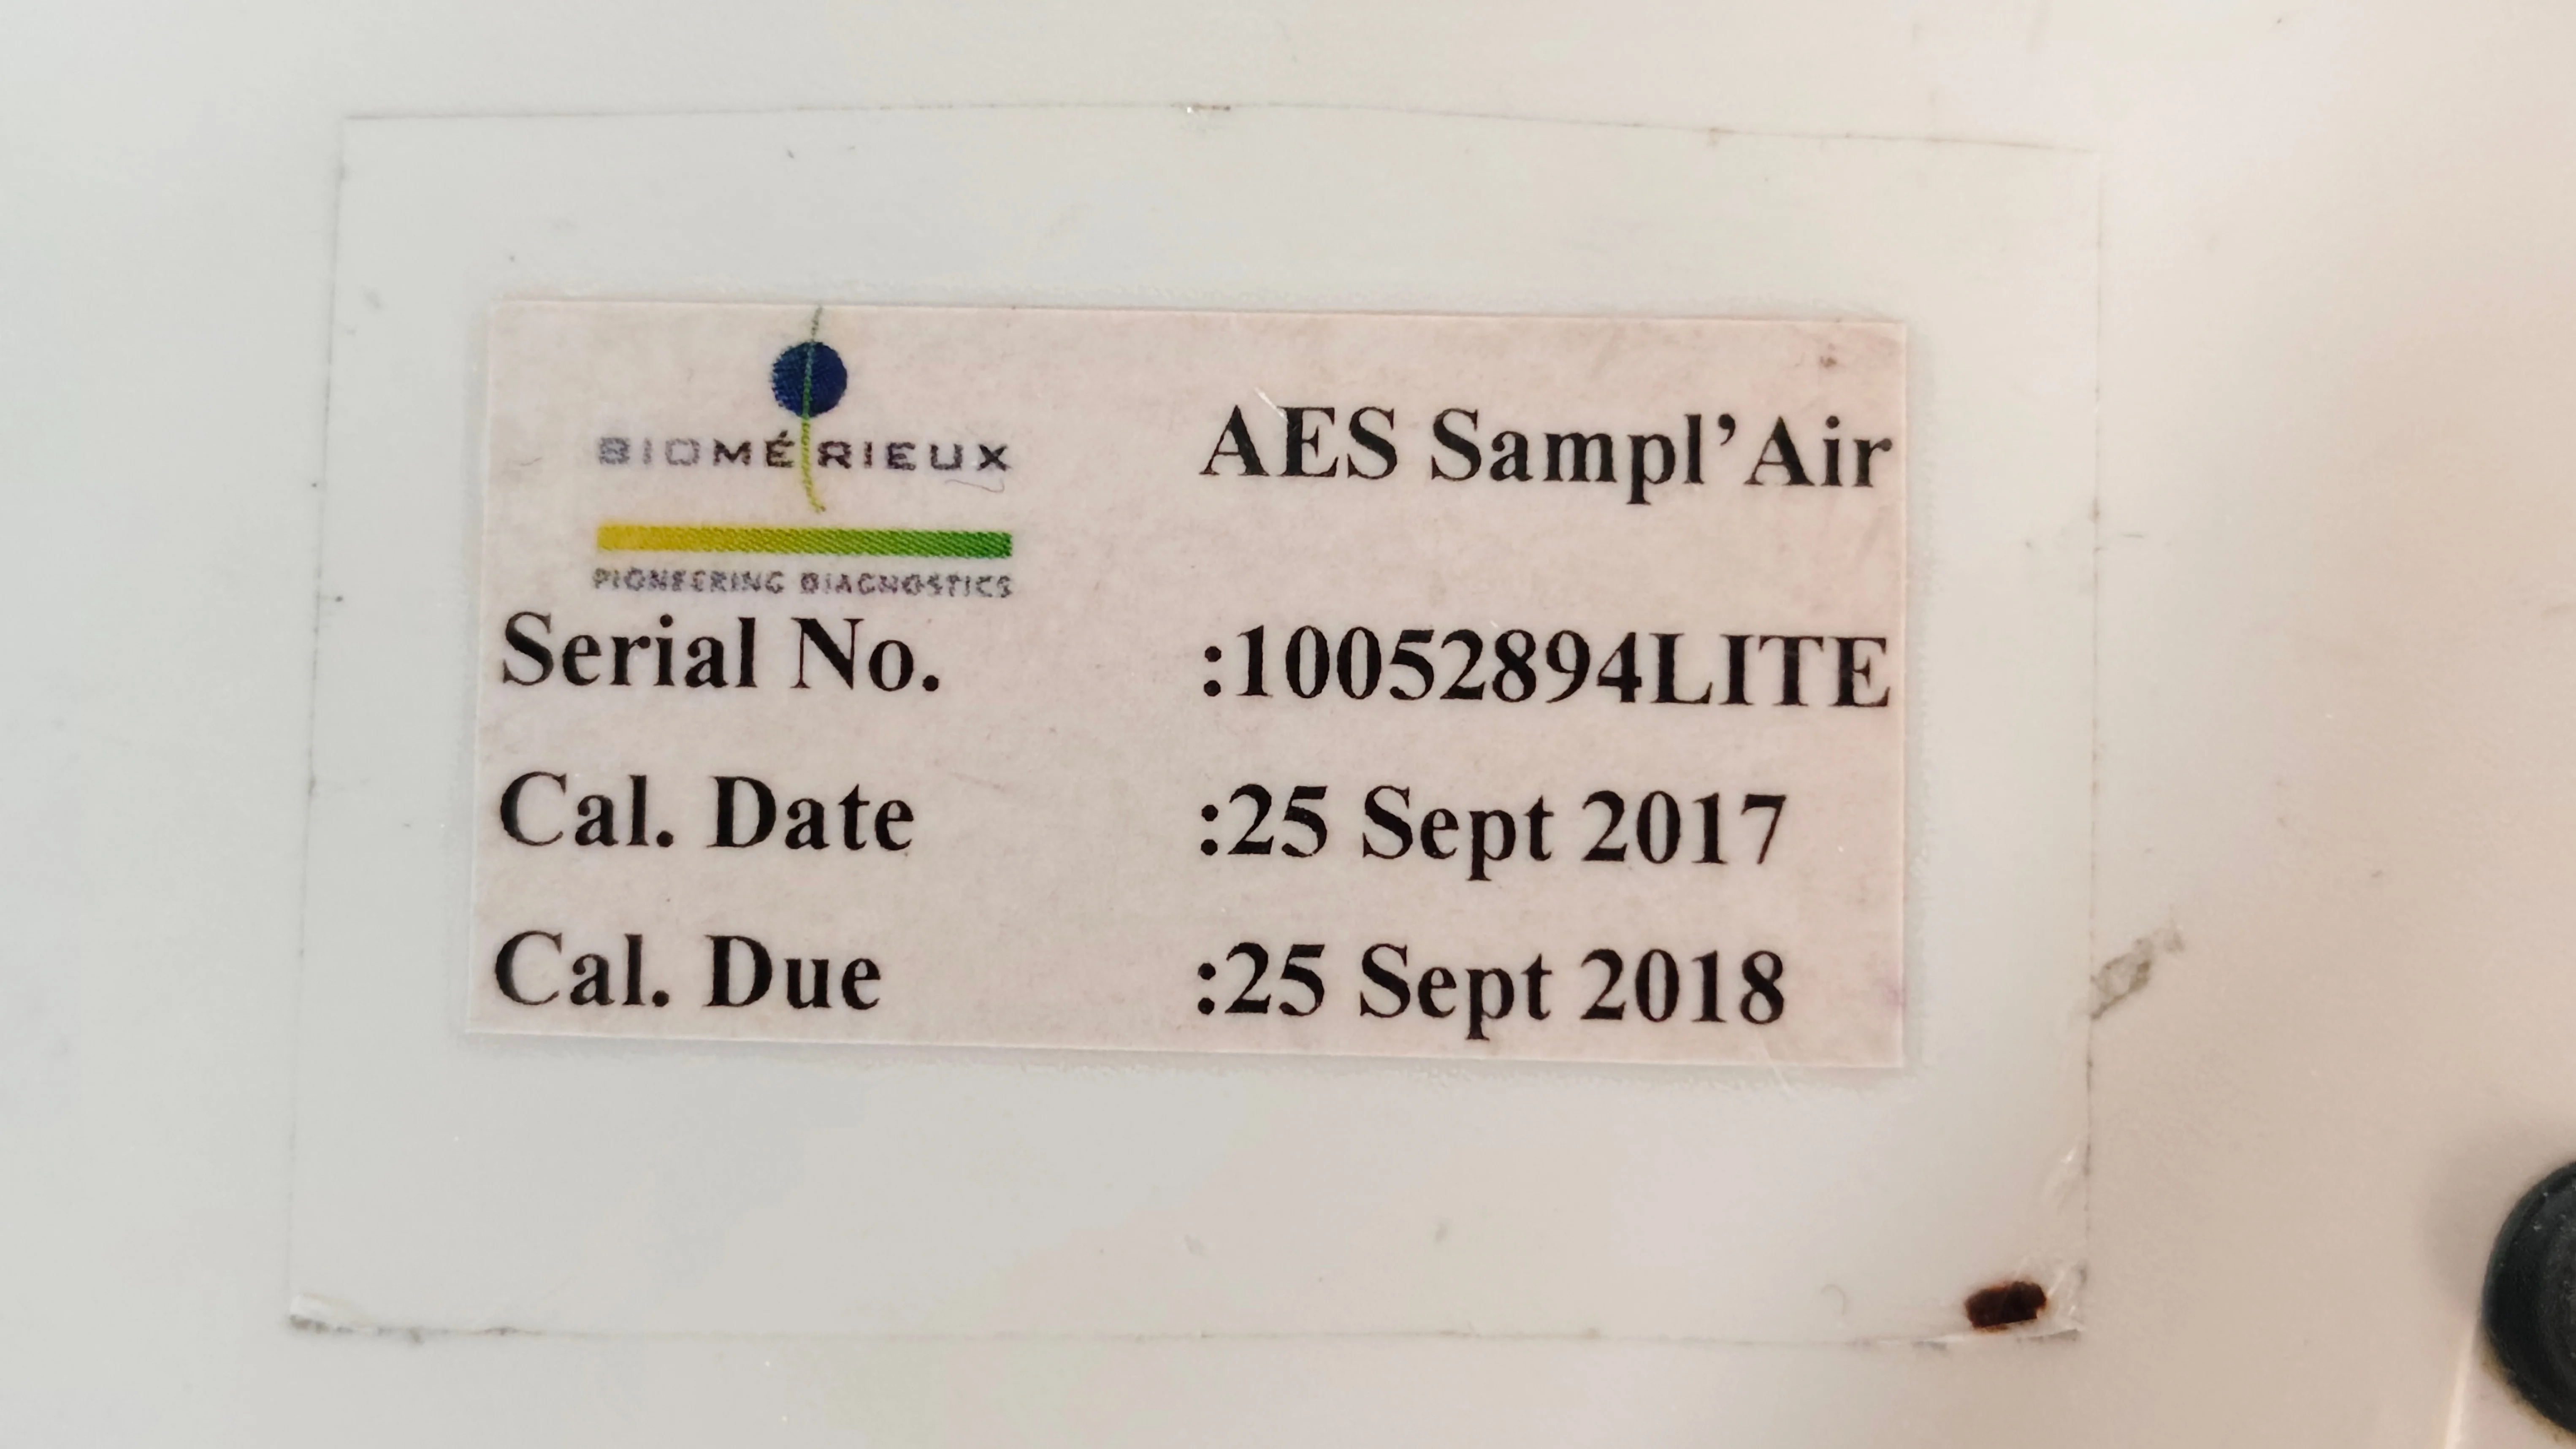 BIOMÉRIEUX
AES Sampl’Air
PIONEERING DIAGNOSTICS
Serial No. :10052894LITE
Cal. Date :25 Sept 2017
Cal. Due :25 Sept 2018